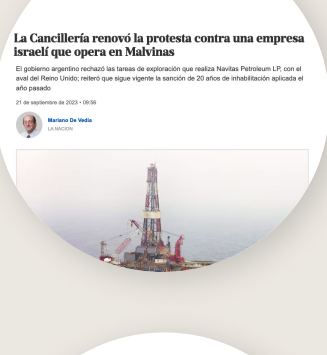 La Cancillería renovó la protesta contra una empresa
israelí que opera en Malvinas
El gobierno argentino rechazó las tareas de exploración que realiza Navitas Petroleum LP, con el
aval del Reino Unido; reiteró que sigue vigente la sanción de 20 años de inhabilitación aplicada el
año pasado
21 de septiembre de 2023 • 09:56
Mariano De Vedia
LA NACION